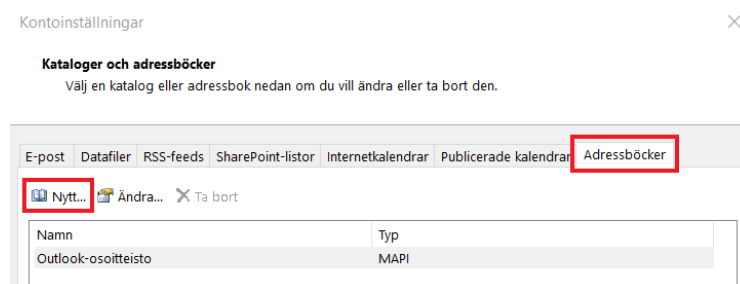 Kontoinställningar
Kataloger och adressböcker
Välj en katalog eller adressbok nedan om du vill ändra eller ta bort den.
E-post Datafiler RSS-feeds SharePoint-listor Internetkalendrar Publicerade kalendrar Adressböcker
Nytt... Ändra... Ta bort
Namn Typ
Outlook-osoitteisto MAPI